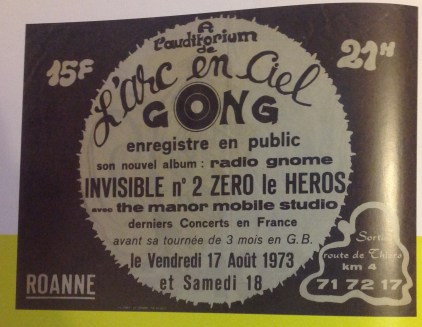 A
l'auditorium
de
15F
21H
L'Arc en Ciel
GONG
enregistre en public
son nouvel album : radio gnome
INVISIBLE n° 2 ZERO le HEROS
avec the manor mobile studio
derniers Concerts en France
avant sa tournée de 3 mois en G.B.
le Vendredi 17 Août 1973
et Samedi 18
ROANNE
Sortie
route de Thiers
km 4
71 72 17